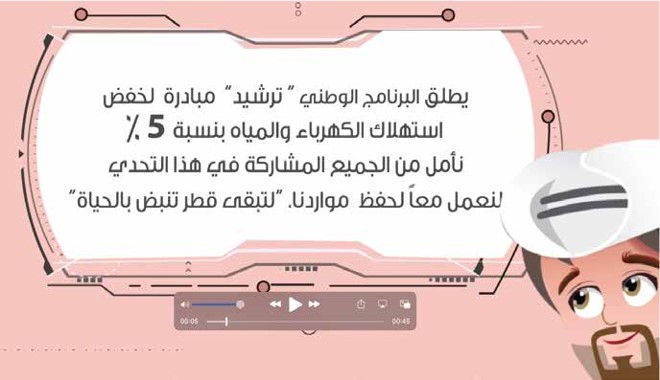 يطلق البرنامج الوطني " ترشيد" مبادرة لخفض
استهلاك الكهرباء والمياه بنسبة 5 ٪
نأمل من الجميع المشاركة في هذا التحدي
لنعمل معاً لحفظ مواردنا. "لتبقى قطر تنبض بالحياة"
00:05
00:45